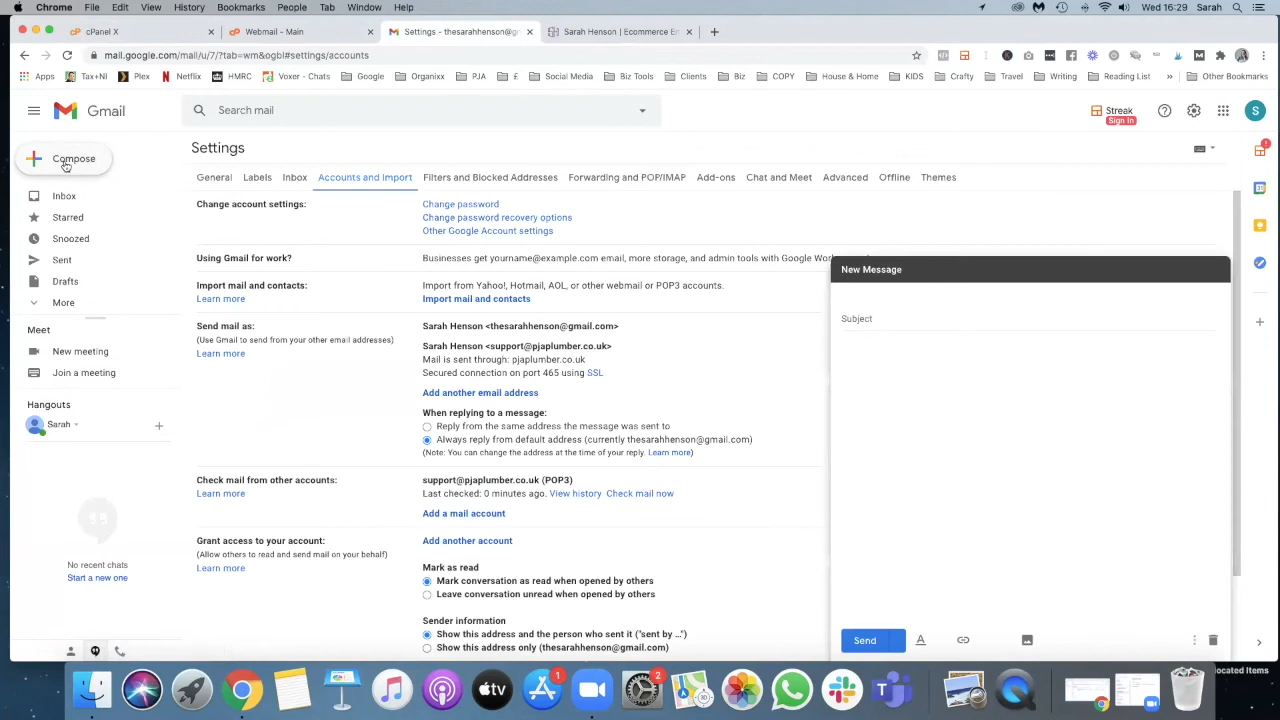 Chrome File Edit View History Bookmarks People Tab Window Help
Wed 16:29 Sarah
cPanel X
Webmail - Main
Settings - thesarahhenson@g
Sarah Henson | Ecommerce E
mail.google.com/mail/u/7/?tab=wm&ogbl#settings/accounts
Apps Tax+NI Plex Netflix HMRC Voxer - Chats Google Organixx PJA £ Social Media Biz Tools Clients Biz COPY House & Home KIDS Crafty Travel Writing Reading List » Other Bookmarks
Gmail
Search mail
Streak
Sign In
S
Compose
Inbox
Starred
Snoozed
Sent
Drafts
More
Meet
New meeting
Join a meeting
Hangouts
Sarah
No recent chats
Start a new one
Settings
General Labels Inbox Accounts and Import Filters and Blocked Addresses Forwarding and POP/IMAP Add-ons Chat and Meet Advanced Offline Themes
Change account settings:
Change password
Change password recovery options
Other Google Account settings
Using Gmail for work?
Businesses get yourname@example.com email, more storage, and admin tools with Google Wor
Import mail and contacts:
Learn more
Import from Yahoo!, Hotmail, AOL, or other webmail or POP3 accounts.
Import mail and contacts
Send mail as:
(Use Gmail to send from your other email addresses)
Learn more
Sarah Henson <thesarahhenson@gmail.com>
Sarah Henson <support@pjaplumber.co.uk>
Mail is sent through: pjaplumber.co.uk
Secured connection on port 465 using SSL
Add another email address
When replying to a message:
Reply from the same address the message was sent to
Always reply from default address (currently thesarahhenson@gmail.com)
(Note: You can change the address at the time of your reply. Learn more)
Check mail from other accounts:
Learn more
support@pjaplumber.co.uk (POP3)
Last checked: 0 minutes ago. View history Check mail now
Add a mail account
Grant access to your account:
(Allow others to read and send mail on your behalf)
Learn more
Add another account
Mark as read
Mark conversation as read when opened by others
Leave conversation unread when opened by others
Sender information
Show this address and the person who sent it ("sent by ...")
Show this address only (thesarahhenson@gmail.com)
New Message
Subject
Send
ocated Items
2
tv